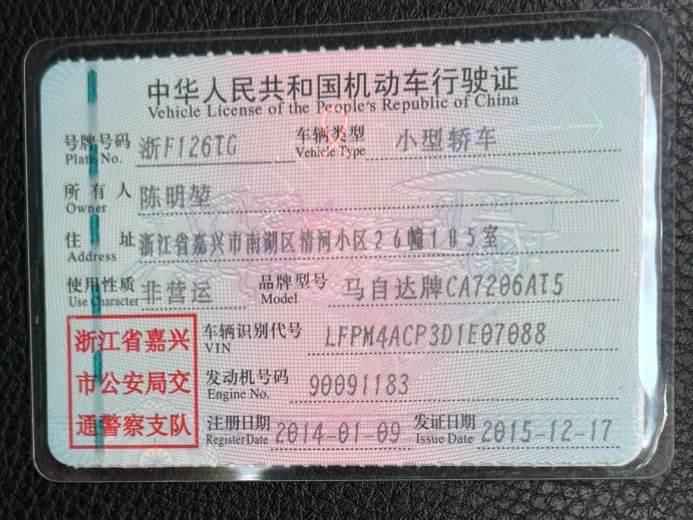 中华人民共和国机动车行驶证
Vehicle License of the People's Republic of China
号牌号码 浙F126TG 车辆类型 小型轿车
Plate No. Vehicle Type
所有人 陈明堃
Owner
住址 浙江省嘉兴市南湖区清河小区26幢105室
Address
使用性质 非营运 品牌型号 马自达牌CA7206AT5
Use Character Model
浙江省嘉兴
市公安局交
通警察支队
车辆识别代号 LFPM4ACP3D1E07088
VIN
发动机号码 90091183
Engine No.
注册日期 2014-01-09 发证日期 2015-12-17
Register Date Issue Date